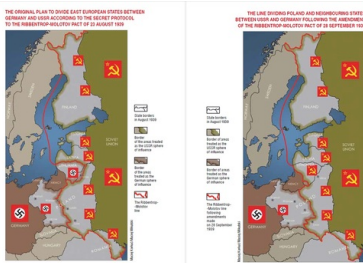 THE ORIGINAL PLAN TO DIVIDE EAST EUROPEAN STATES BETWEEN
GERMANY AND USSR ACCORDING TO THE SECRET PROTOCOL
TO THE RIBBENTROP-MOLOTOV PACT OF 23 AUGUST 1939
FINLAND
SOVIET
UNION
GERMANY
State borders
in August 1939
Border
of the areas treated
as the USSR sphere
of influence
Border
of the areas
treated as the
German sphere
of influence
The Ribbentrop
-Molotov
line
THE LINE DIVIDING POLAND AND NEIGHBOURING STATE
BETWEEN USSR AND GERMANY FOLLOWING THE AMENDMEN
OF THE RIBBENTROP-MOLOTOV PACT OF 28 SEPTEMBER 193
FINLAND
SOVIET
UNION
GERMANY
State borders
in August 1939
Border
of areas treated
as the USSR sphere
of influence
Border of areas
treated as the
German sphere
of influence
The Ribbentrop
-Molotov line
following
amendments
made
on 28 September
1939